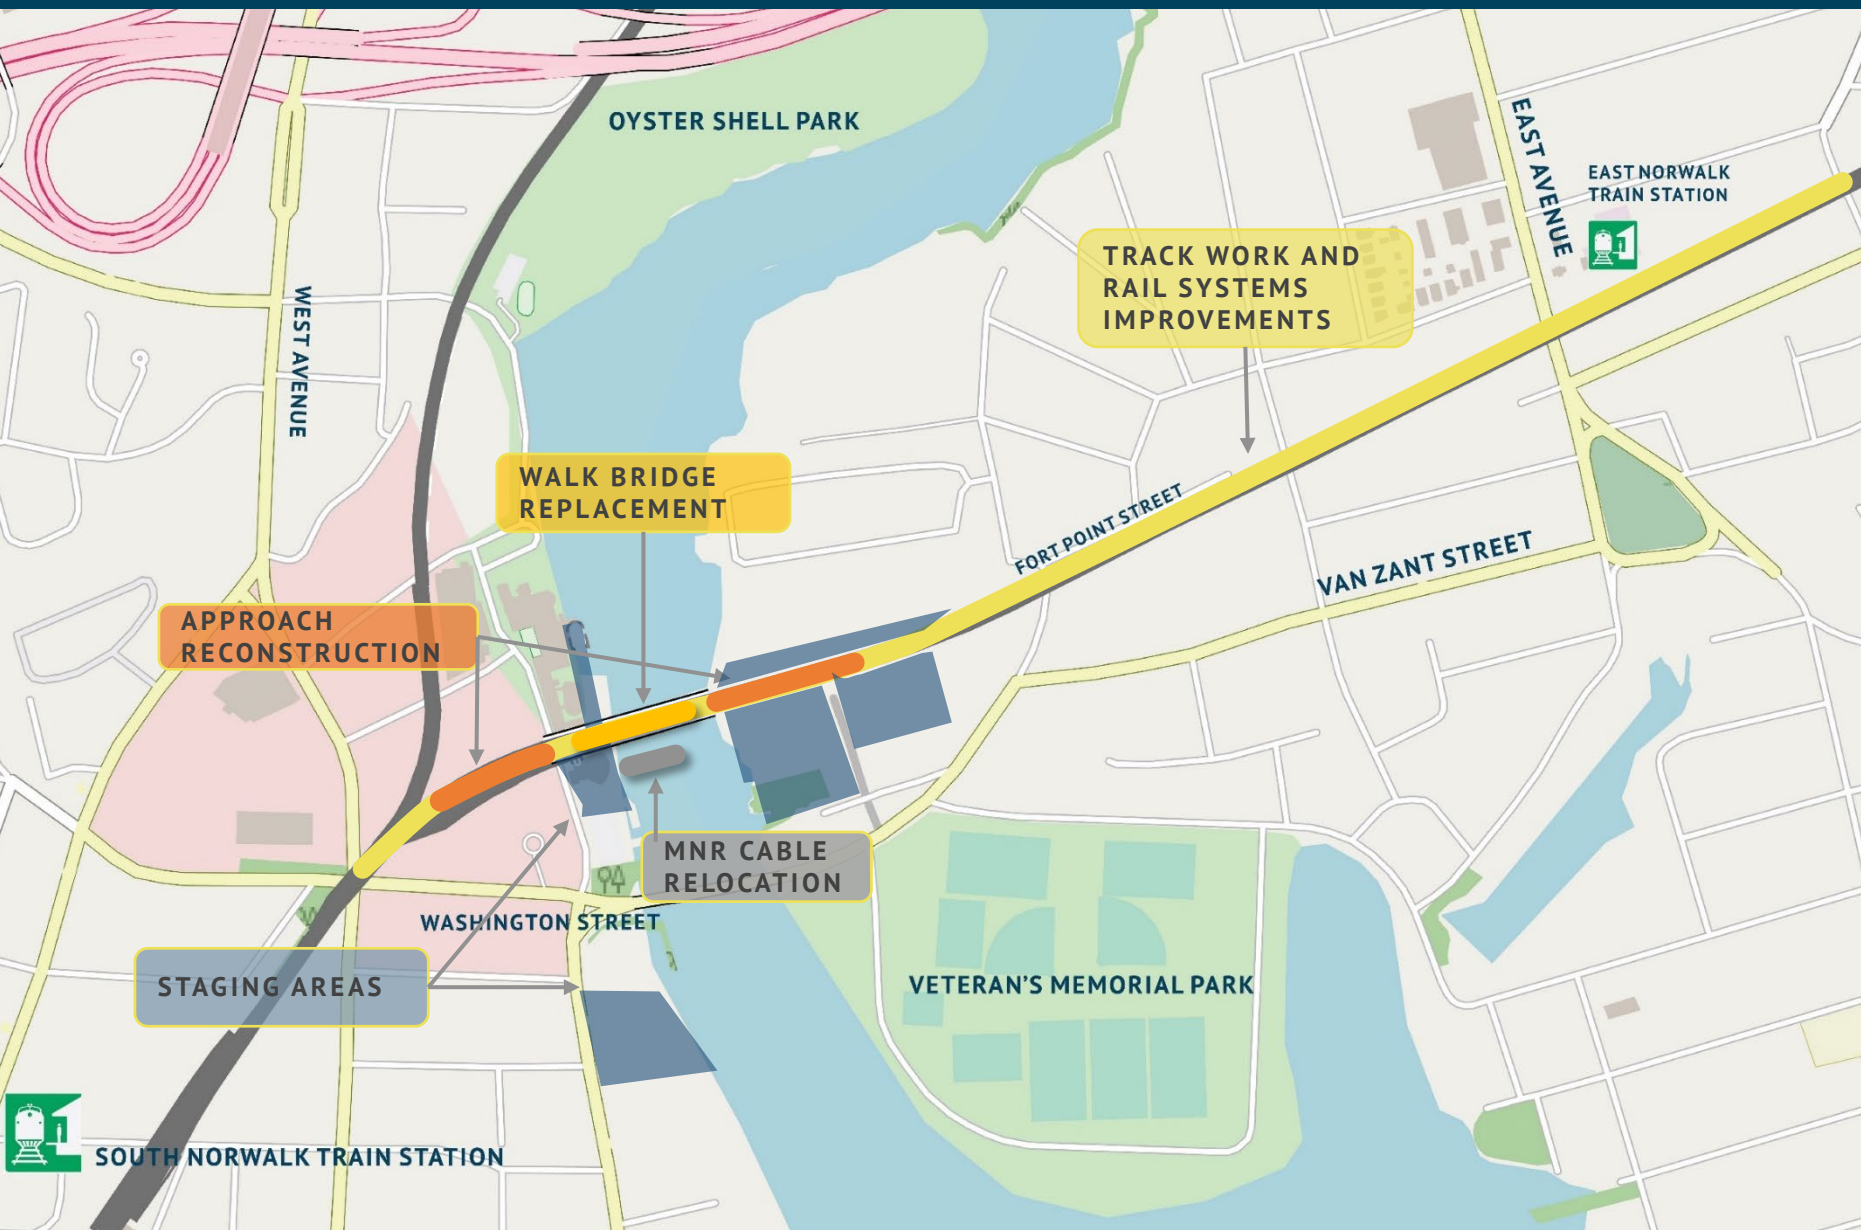 OYSTER SHELL PARK
EAST AVENUE
EAST NORWALK
TRAIN STATION
TRACK WORK AND
RAIL SYSTEMS
IMPROVEMENTS
WEST AVENUE
WALK BRIDGE
REPLACEMENT
FORT POINT STREET
VAN ZANT STREET
APPROACH
RECONSTRUCTION
MNR CABLE
RELOCATION
WASHINGTON STREET
STAGING AREAS
VETERAN'S MEMORIAL PARK
SOUTH NORWALK TRAIN STATION